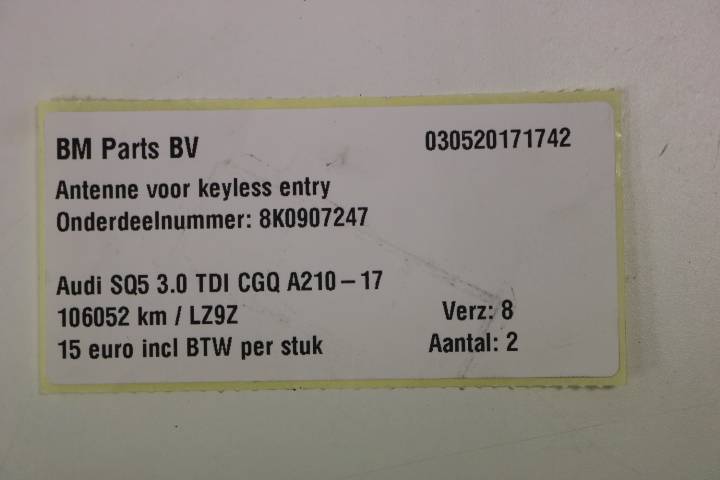 BM Parts BV 030520171742
Antenne voor keyless entry
Onderdeelnummer: 8K0907247
Audi SQ5 3.0 TDI CGQ A210-17
106052 km / LZ9Z Verz: 8
15 euro incl BTW per stuk Aantal: 2